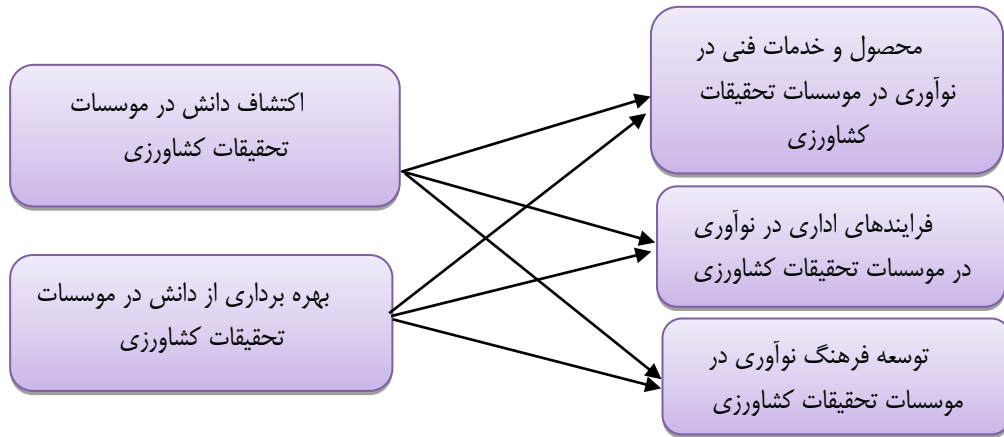 اکتشاف دانش در موسسات
تحقیقات کشاورزی
بهره برداری از دانش در موسسات
تحقیقات کشاورزی
محصول و خدمات فنی در
نوآوری در موسسات تحقیقات
کشاورزی
فرایندهای اداری در نوآوری
در موسسات تحقیقات کشاورزی
توسعه فرهنگ نوآوری در
موسسات تحقیقات کشاورزی